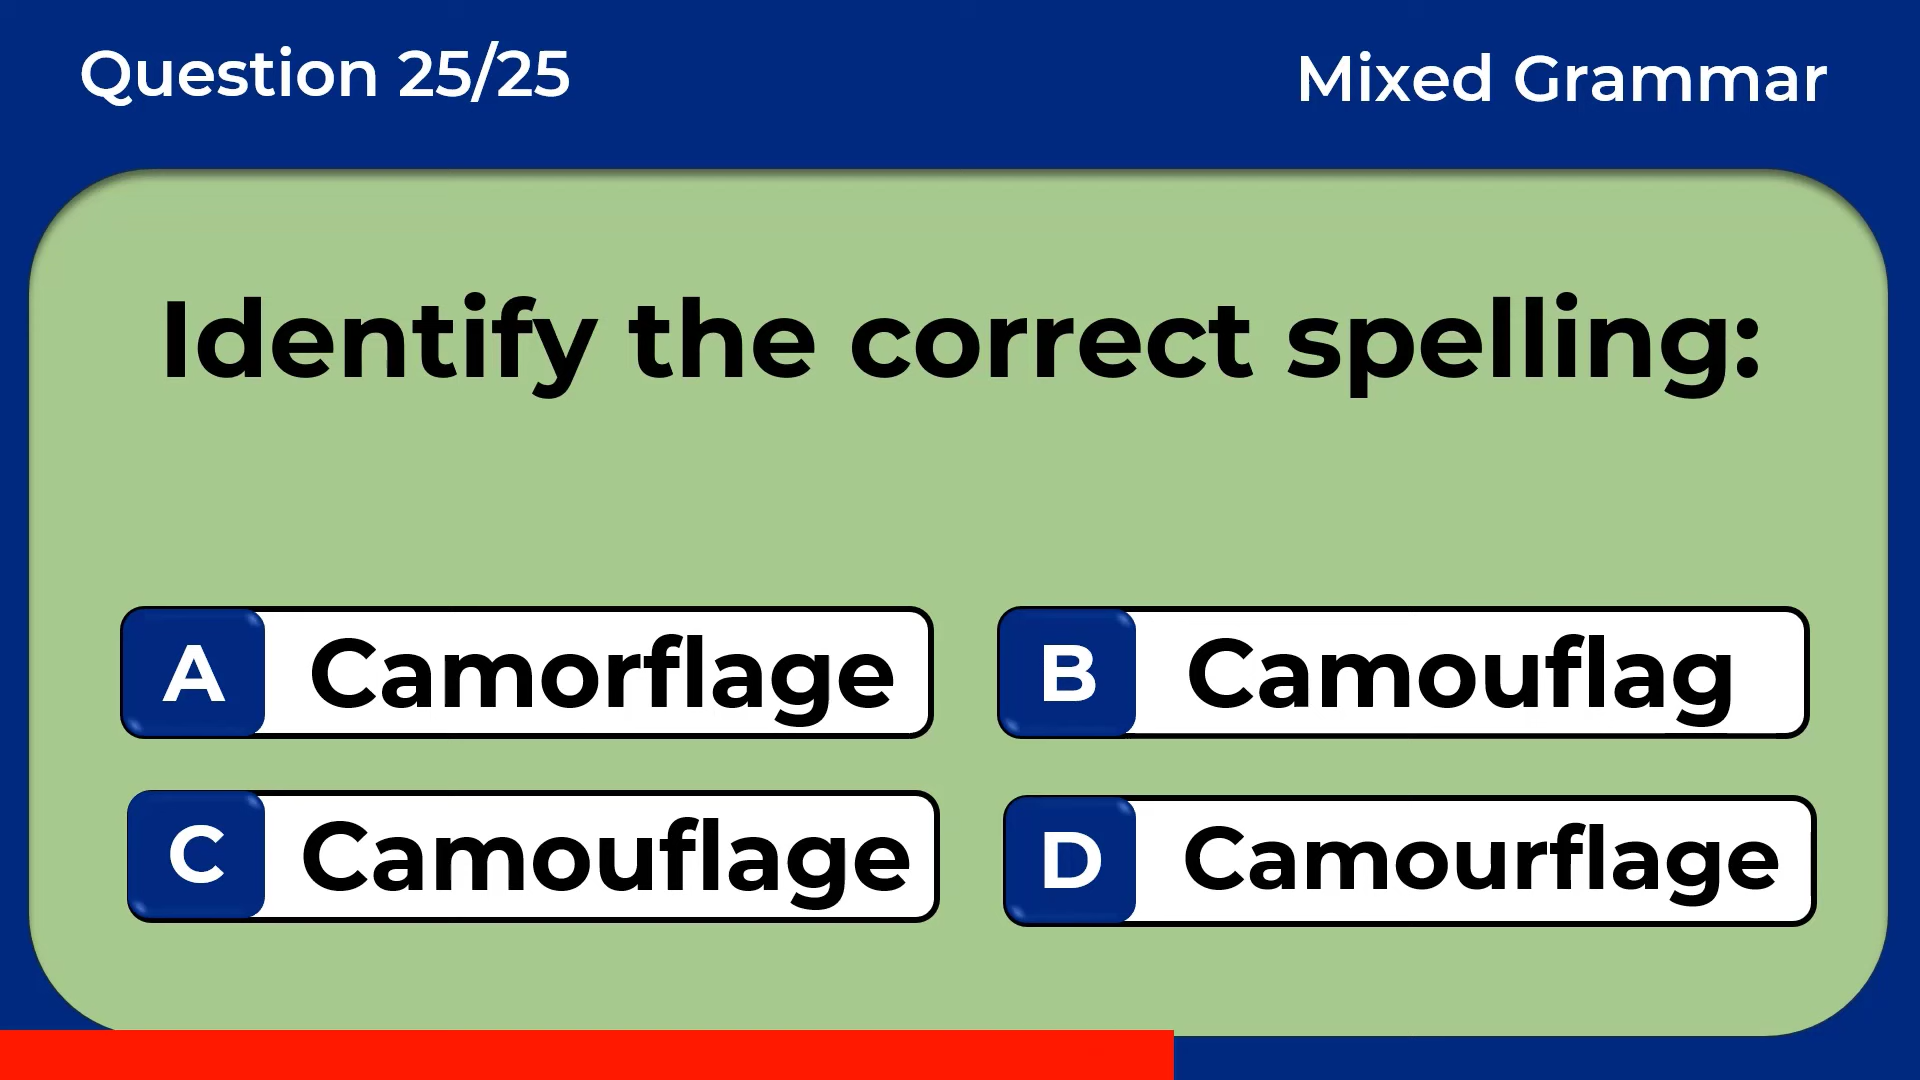 Question 25/25
Mixed Grammar
Identify the correct spelling:
A Camorflage
B Camouflag
C Camouflage
D Camourflage